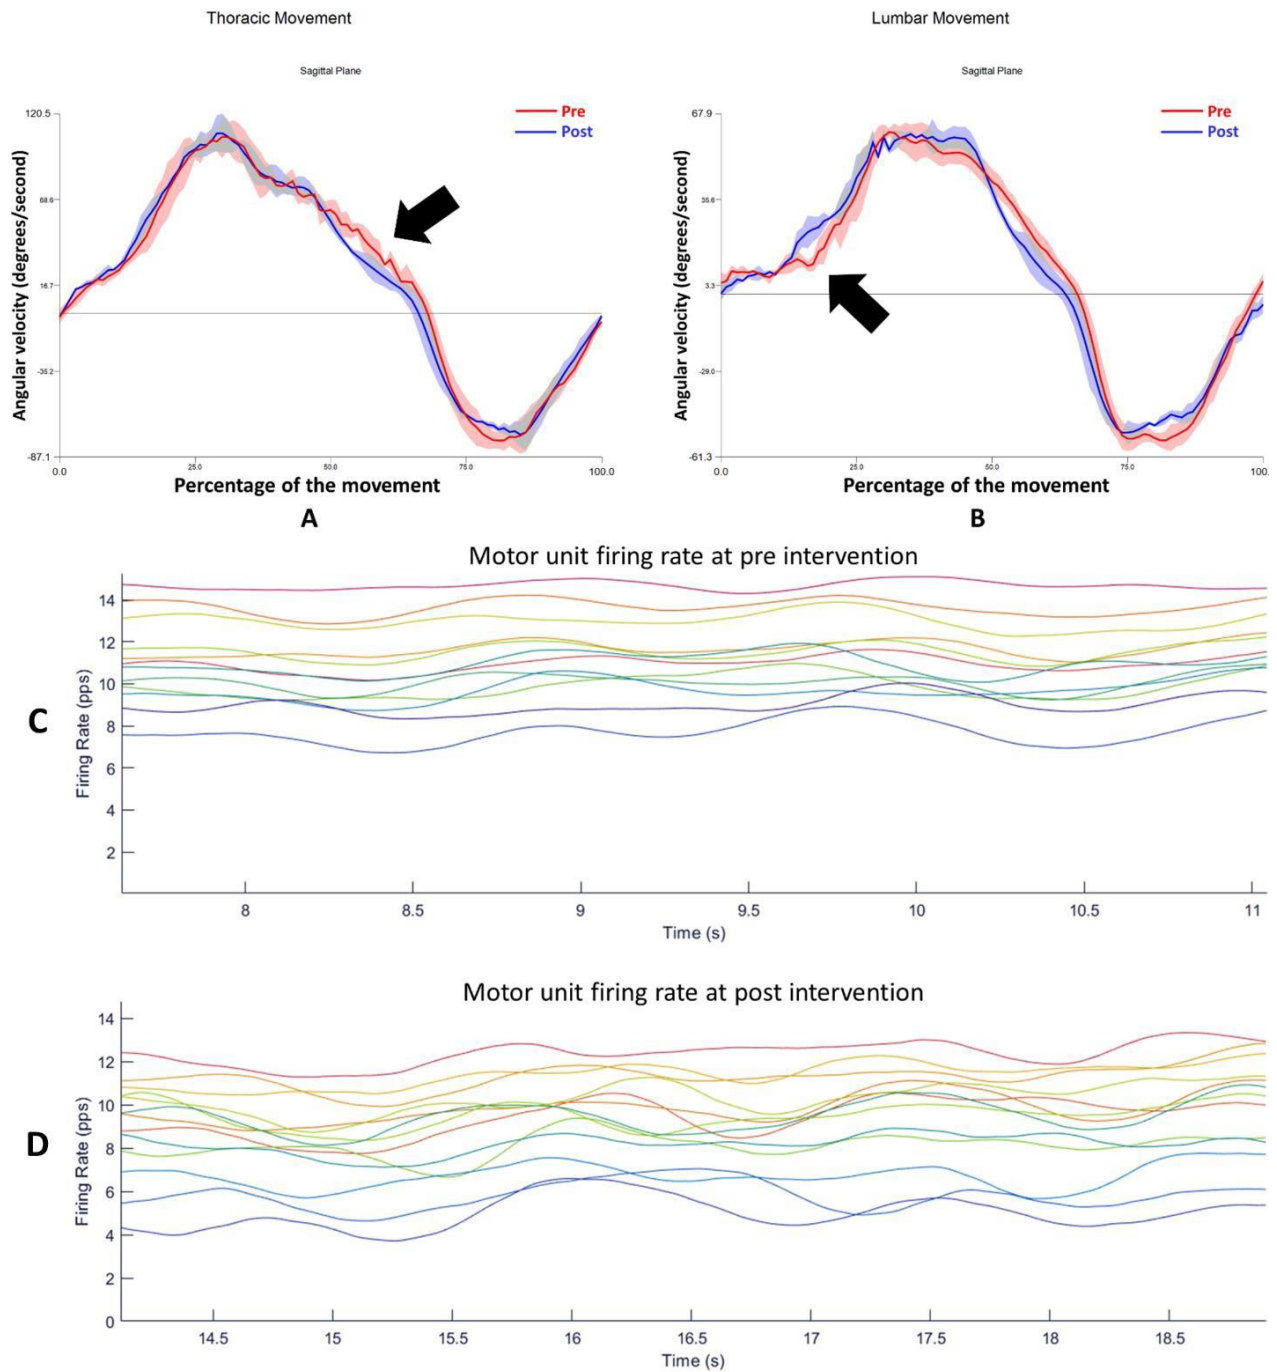 Thoracic Movement
Sagittal Plane
120.5
69.6
16.7
-35.2
-87.1
Pre
Post
Angular velocity (degrees/second)
0.0 25.0 50.0 75.0 100.0
Percentage of the movement
A
Lumbar Movement
Sagittal Plane
67.9
35.6
3.3
-29.0
-61.3
Pre
Post
Angular velocity (degrees/second)
0.0 25.0 50.0 75.0 100.
Percentage of the movement
B
Motor unit firing rate at pre intervention
C
Firing Rate (pps)
14
12
10
8
6
4
2
8 8.5 9 9.5 10 10.5 11
Time (s)
Motor unit firing rate at post intervention
D
Firing Rate (pps)
14
12
10
8
6
4
2
0
14.5 15 15.5 16 16.5 17 17.5 18 18.5
Time (s)